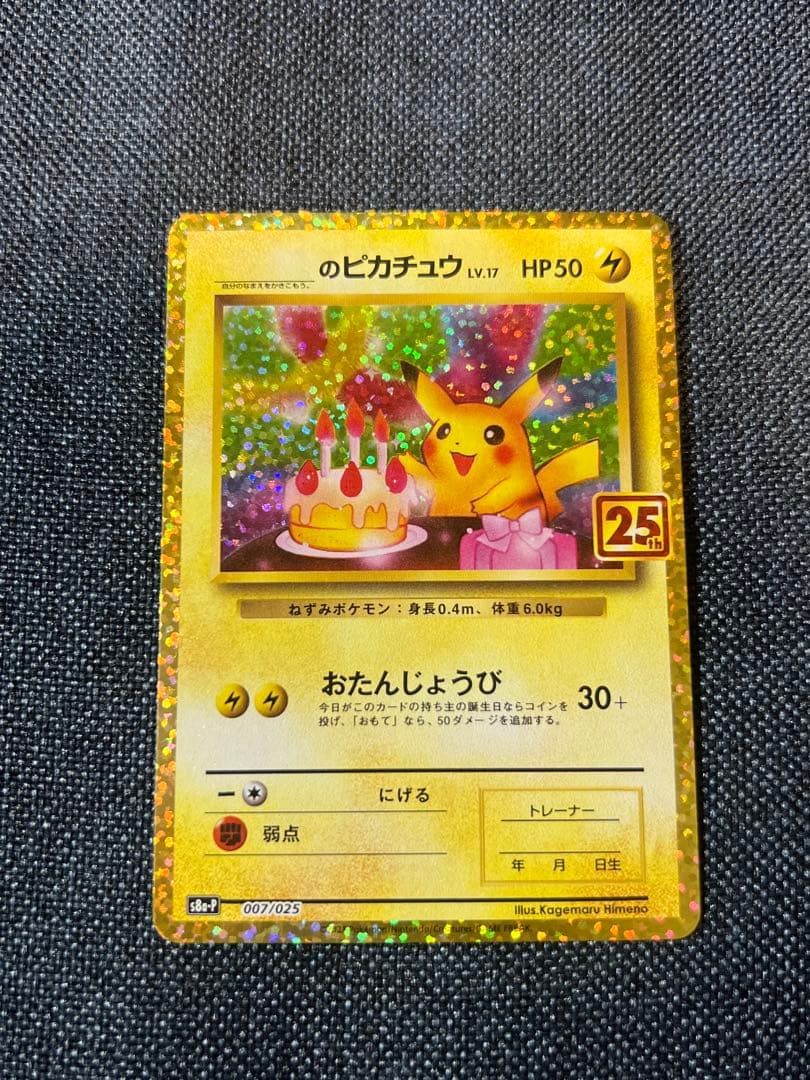 のピカチュウ LV.17 HP50
自分のなまえをかきこもう。
25th
ねずみポケモン：身長0.4m、体重6.0kg
おたんじょうび
30+
今日がこのカードの持ち主の誕生日ならコインを
投げ、「おもて」なら、50ダメージを追加する。
にげる
弱点
トレーナー
年 月 日生
s8a-P 007/025
Illus.Kagemaru Himeno
Pokémon/Nintendo/Creatures/GAME FREAK.